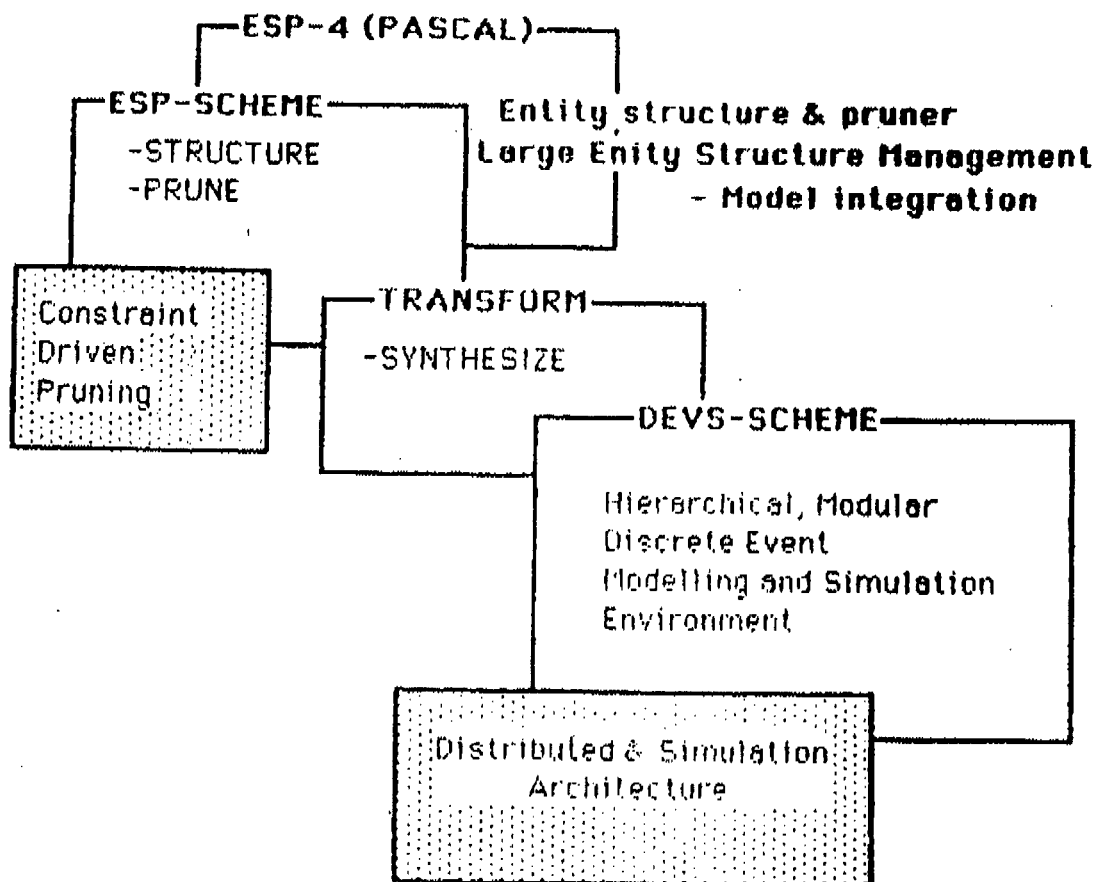 ESP-4 (PASCAL)
ESP-SCHEME
-STRUCTURE
-PRUNE
Entity structure & pruner
Large Enity Structure Management
- Model integration
Constraint
Driven
Pruning
TRANSFORM
-SYNTHESIZE
DEVS-SCHEME
Hierarchical, Modular
Discrete Event
Modelling and Simulation
Environment
Distributed & Simulation
Architecture